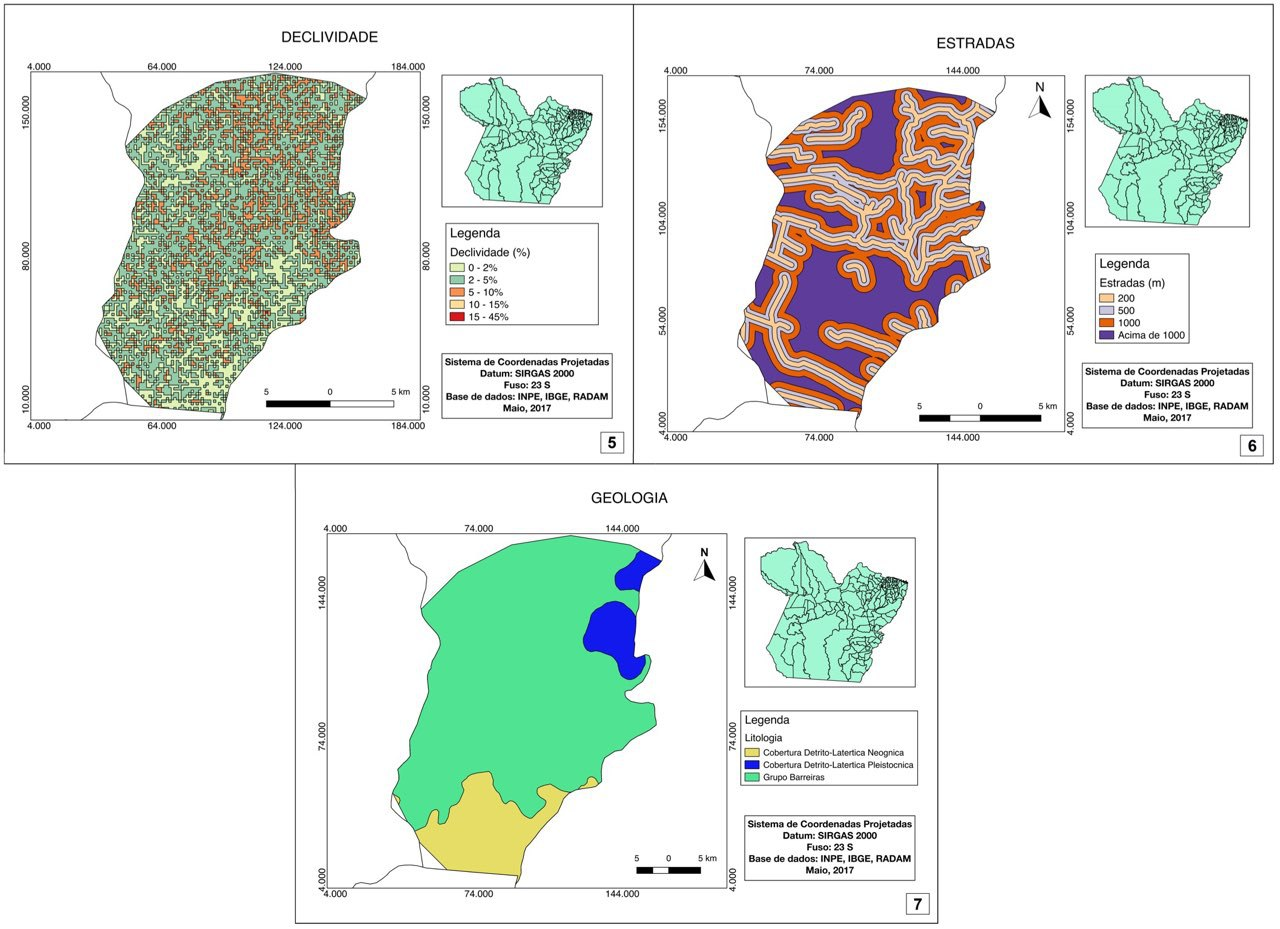 DECLIVIDADE
4.000
64.000
124.000
184.000
150.000
150.000
80.000
80.000
10.000
10.000
4.000
64.000
124.000
184.000
Legenda
Declividade (%)
0 - 2%
2 - 5%
5 - 10%
10 - 15%
15 - 45%
5
0
5 km
Sistema de Coordenadas Projetadas
Datum: SIRGAS 2000
Fuso: 23 S
Base de dados: INPE, IBGE, RADAM
Maio, 2017
5
ESTRADAS
4.000
74.000
144.000
N
154.000
154.000
104.000
104.000
54.000
54.000
4.000
4.000
4.000
74.000
144.000
Legenda
Estradas (m)
200
500
1000
Acima de 1000
5
0
5 km
Sistema de Coordenadas Projetadas
Datum: SIRGAS 2000
Fuso: 23 S
Base de dados: INPE, IBGE, RADAM
Maio, 2017
6
GEOLOGIA
4.000
74.000
144.000
N
144.000
144.000
74.000
74.000
4.000
4.000
4.000
74.000
144.000
Legenda
Litologia
Cobertura Detrito-Latertica Neognica
Cobertura Detrito-Latertica Pleistocnica
Grupo Barreiras
5
0
5 km
Sistema de Coordenadas Projetadas
Datum: SIRGAS 2000
Fuso: 23 S
Base de dados: INPE, IBGE, RADAM
Maio, 2017
7